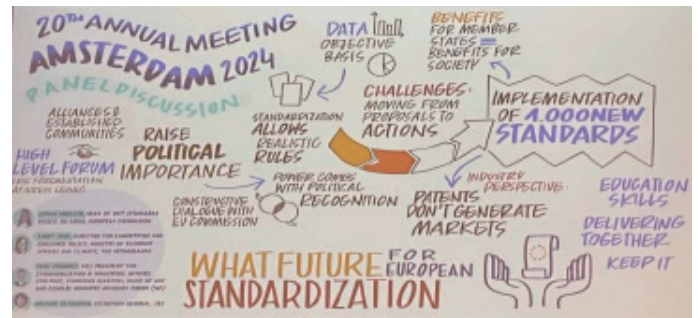 20TH ANNUAL MEETING
AMSTERDAM 2024
PANEL DISCUSSION
ALLIANCES &
ESTABLISHED
COMMUNITIES
HIGH
LEVEL FORUM
RAISE
POLITICAL
IMPORTANCE
DATA
OBJECTIVE
BASIS
STANDARDIZATION
ALLOWS
REALISTIC
RULES
POWER COMES
WITH POLITICAL
RECOGNITION
CONSTRUCTIVE
DIALOGUE WITH
EU COMMISSION
CHALLENGES:
MOVING FROM
PROPOSALS TO
ACTIONS
BENEFITS
FOR MEMBER
STATES =
BENEFITS FOR
SOCIETY
IMPLEMENTATION
OF 1.000 NEW
STANDARDS
INDUSTRY
PERSPECTIVE:
PATENTS
DON'T GENERATE
MARKETS
EDUCATION
SKILLS
DELIVERING
TOGETHER
KEEP IT
WHAT FUTURE FOR
EUROPEAN
STANDARDIZATION